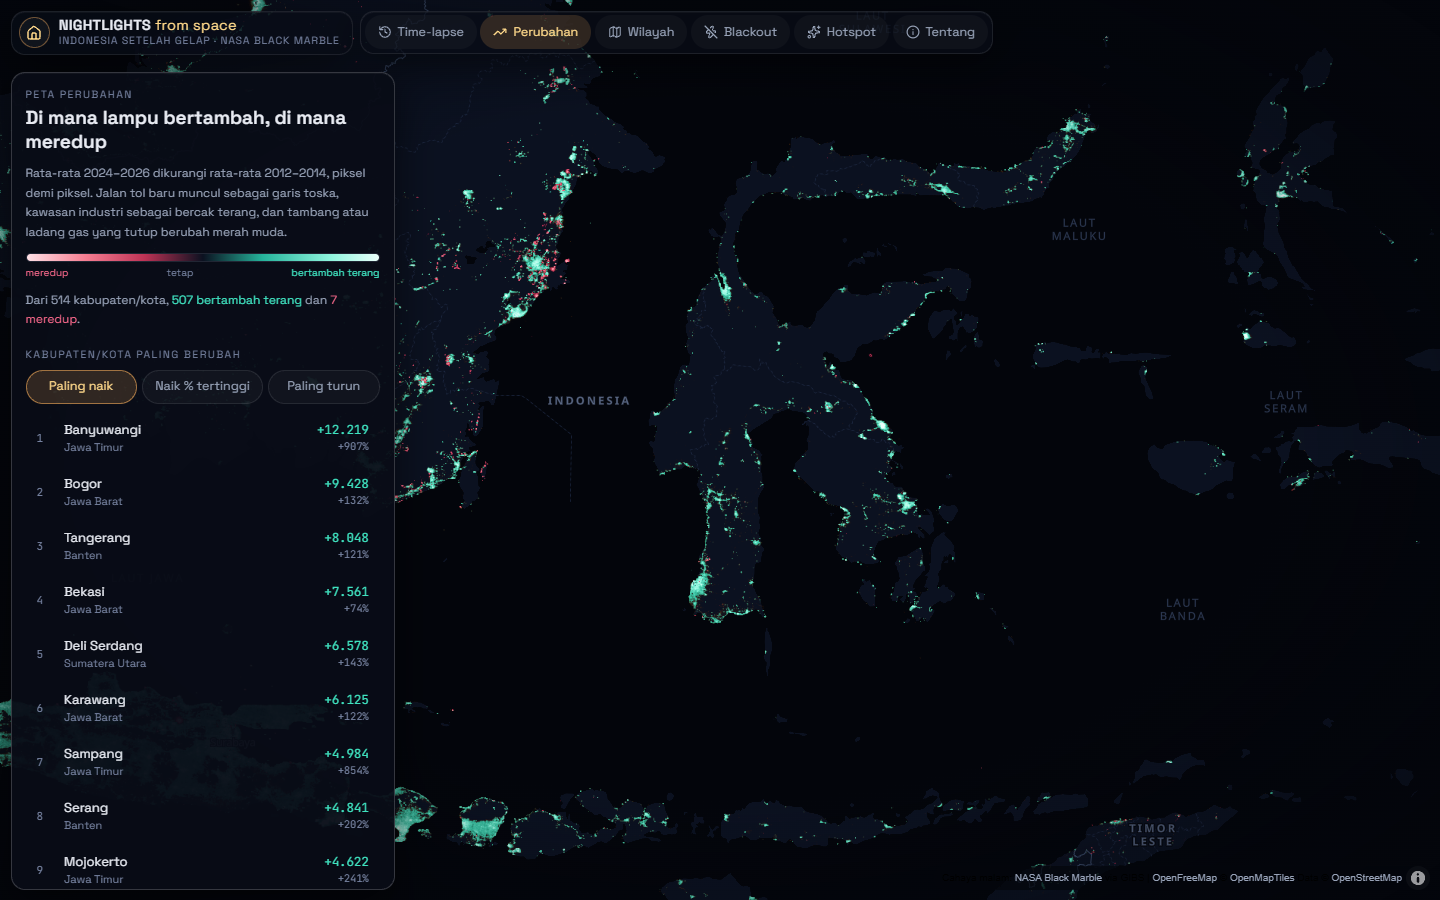 NIGHTLIGHTS from space
INDONESIA SETELAH GELAP · NASA BLACK MARBLE
Time-lapse
Perubahan
Wilayah
Blackout
Hotspot
Tentang
PETA PERUBAHAN
Di mana lampu bertambah, di mana
meredup
Rata-rata 2024–2026 dikurangi rata-rata 2012–2014, piksel
demi piksel. Jalan tol baru muncul sebagai garis toska,
kawasan industri sebagai bercak terang, dan tambang atau
ladang gas yang tutup berubah merah muda.
meredup tetap bertambah terang
Dari 514 kabupaten/kota, 507 bertambah terang dan 7
meredup.
KABUPATEN/KOTA PALING BERUBAH
Paling naik
Naik % tertinggi
Paling turun
1 Banyuwangi +12.219
Jawa Timur +907%
2 Bogor +9.428
Jawa Barat +132%
3 Tangerang +8.048
Banten +121%
4 Bekasi +7.561
Jawa Barat +74%
5 Deli Serdang +6.578
Sumatera Utara +143%
6 Karawang +6.125
Jawa Barat +122%
7 Sampang +4.984
Jawa Timur +854%
8 Serang +4.841
Banten +202%
9 Mojokerto +4.622
Jawa Timur +241%
LAUT
MALUKU
INDONESIA
LAUT
SERAM
LAUT
BANDA
TIMOR
LESTE
NASA Black Marble OpenFreeMap OpenMapTiles OpenStreetMap